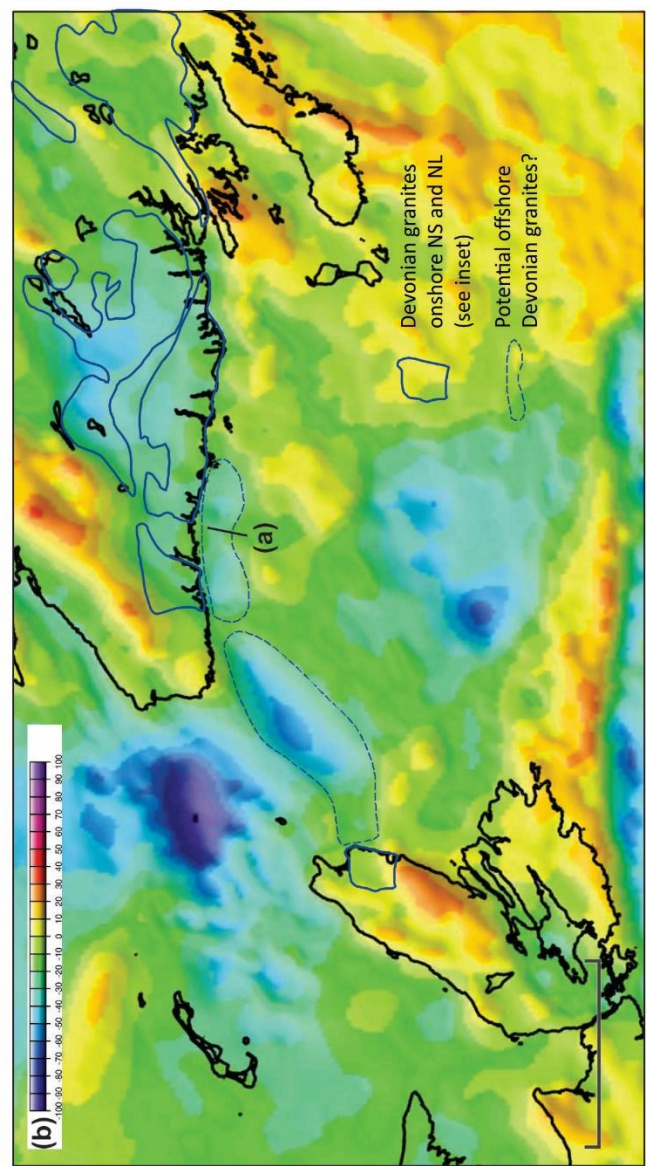 (b)
-100 -90 -80 -70 -60 -50 -40 -30 -20 -10 0 10 20 30 40 50 60 70 80 90 100
(a)
Devonian granites
onshore NS and NL
(see inset)
Potential offshore
Devonian granites?